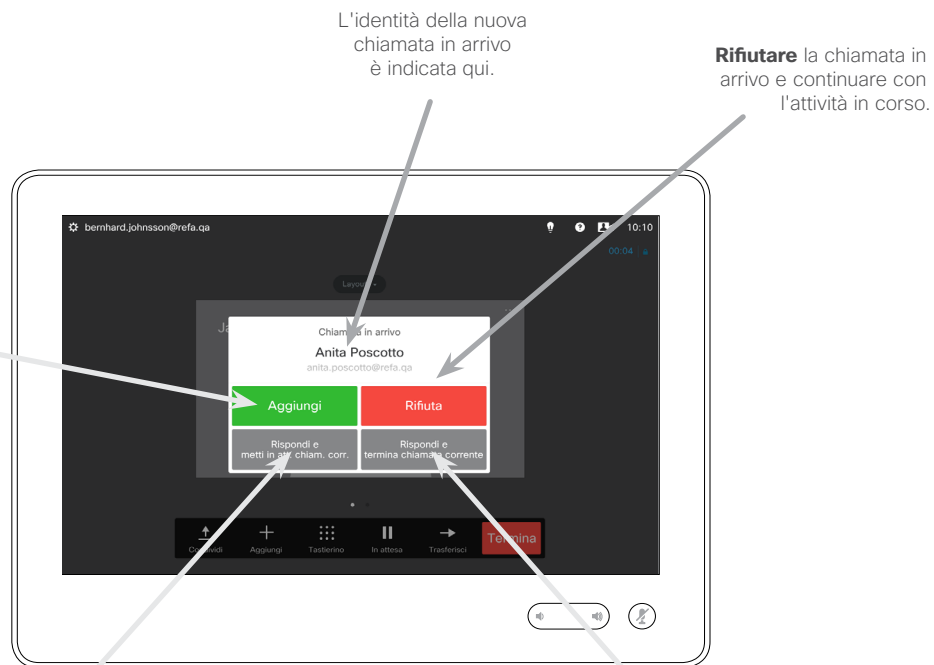 L'identità della nuova
chiamata in arrivo
è indicata qui.
Rifiutare la chiamata in
arrivo e continuare con
l'attività in corso.
bernhard.johnsson@refa.qa
10:10
00:04
Chiamata in arrivo
Anita Poscotto
anita.poscotto@refa.qa
Aggiungi
Rifiuta
Rispondi e
metti in att. chiam. corr.
Rispondi e
termina chiamata corrente
Condividi
Aggiungi
Tastierino
In attesa
Trasferisci
Termina